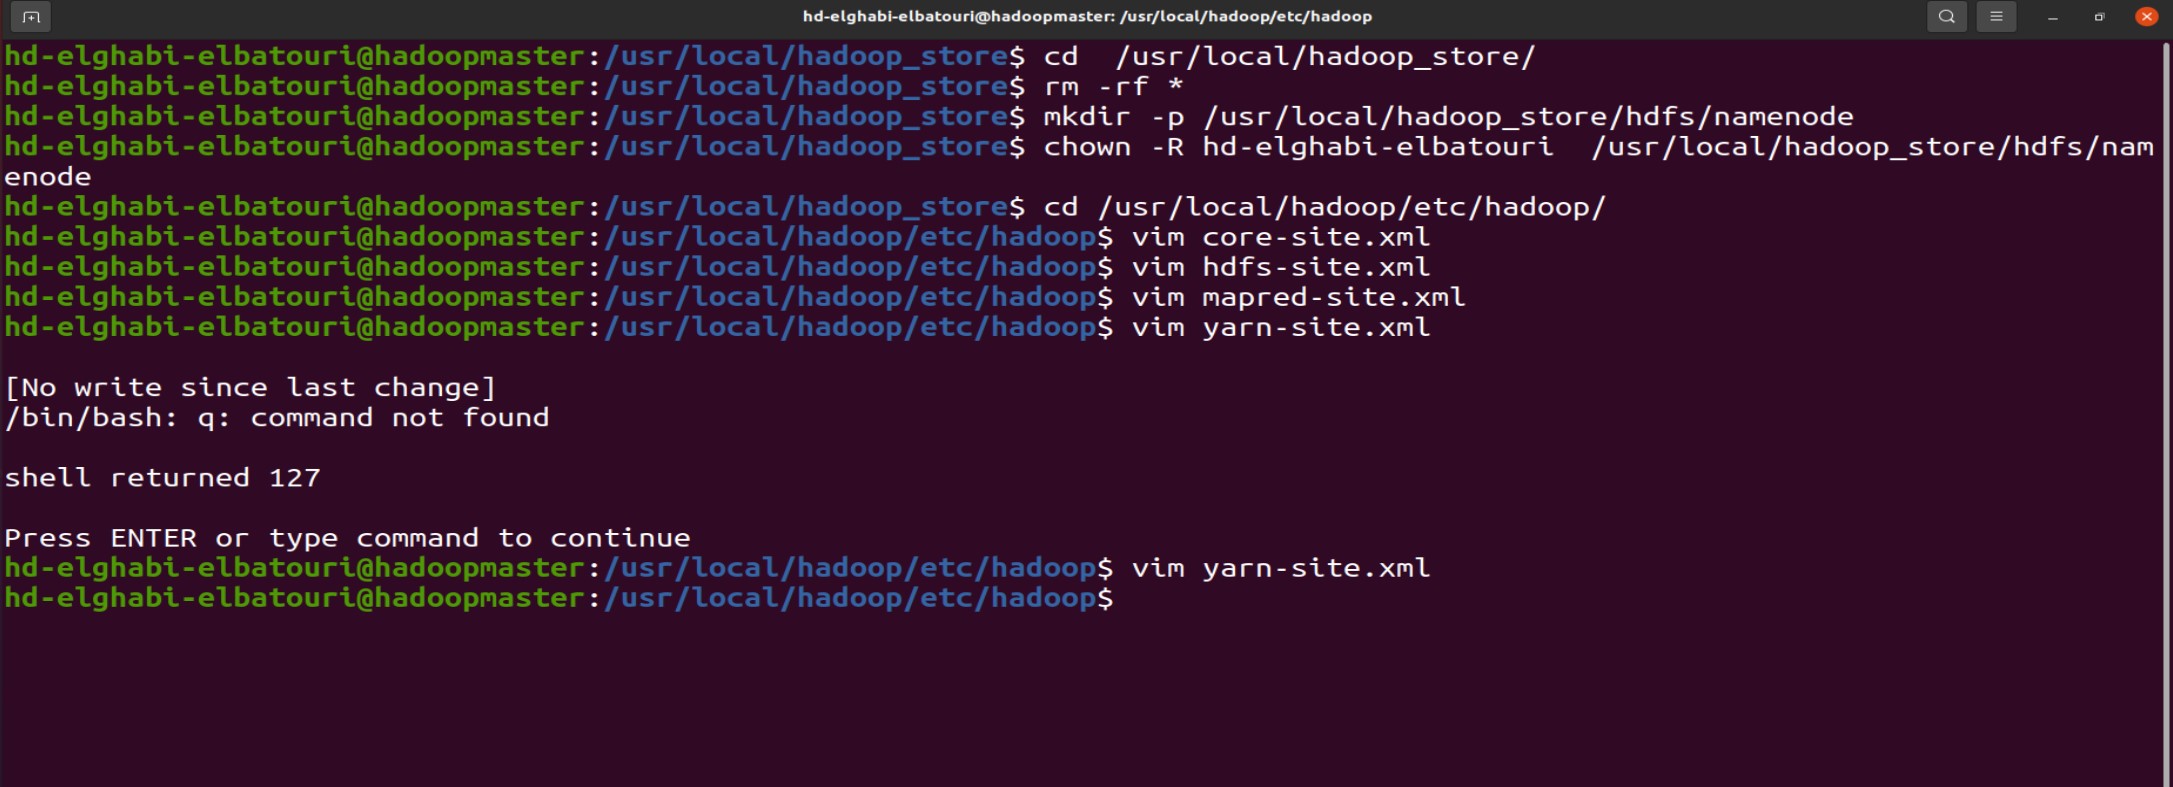 hd-elghabi-elbatouri@hadoopmaster: /usr/local/hadoop/etc/hadoop
hd-elghabi-elbatouri@hadoopmaster:/usr/local/hadoop_store$ cd  /usr/local/hadoop_store/
hd-elghabi-elbatouri@hadoopmaster:/usr/local/hadoop_store$ rm -rf *
hd-elghabi-elbatouri@hadoopmaster:/usr/local/hadoop_store$ mkdir -p /usr/local/hadoop_store/hdfs/namenode
hd-elghabi-elbatouri@hadoopmaster:/usr/local/hadoop_store$ chown -R hd-elghabi-elbatouri  /usr/local/hadoop_store/hdfs/nam
enode
hd-elghabi-elbatouri@hadoopmaster:/usr/local/hadoop_store$ cd /usr/local/hadoop/etc/hadoop/
hd-elghabi-elbatouri@hadoopmaster:/usr/local/hadoop/etc/hadoop$ vim core-site.xml
hd-elghabi-elbatouri@hadoopmaster:/usr/local/hadoop/etc/hadoop$ vim hdfs-site.xml
hd-elghabi-elbatouri@hadoopmaster:/usr/local/hadoop/etc/hadoop$ vim mapred-site.xml
hd-elghabi-elbatouri@hadoopmaster:/usr/local/hadoop/etc/hadoop$ vim yarn-site.xml
[No write since last change]
/bin/bash: q: command not found
shell returned 127
Press ENTER or type command to continue
hd-elghabi-elbatouri@hadoopmaster:/usr/local/hadoop/etc/hadoop$ vim yarn-site.xml
hd-elghabi-elbatouri@hadoopmaster:/usr/local/hadoop/etc/hadoop$